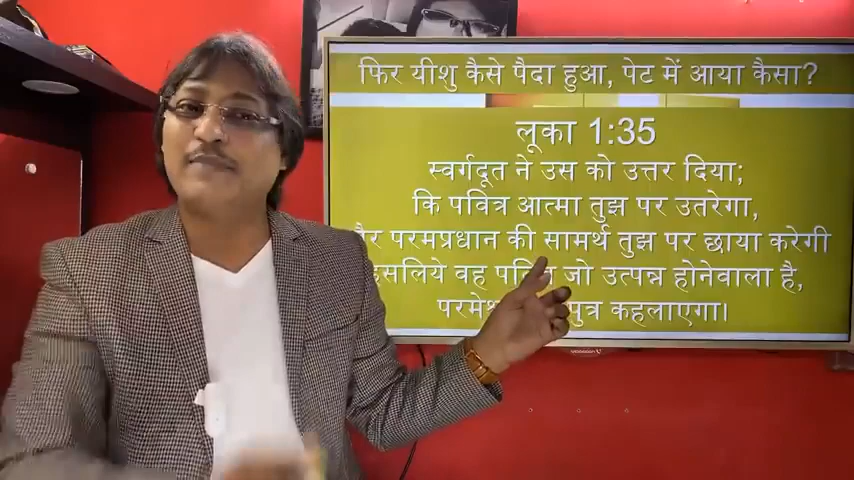 फिर यीशु कैसे पैदा हुआ, पेट में आया कैसा?
लूका 1:35
स्वर्गदूत ने उस को उत्तर दिया;
कि पवित्र आत्मा तुझ पर उतरेगा,
परमप्रधान की सामर्थ तुझ पर छाया करेगी
वह जो उत्पन्न होनेवाला है,
कहलाएगा।